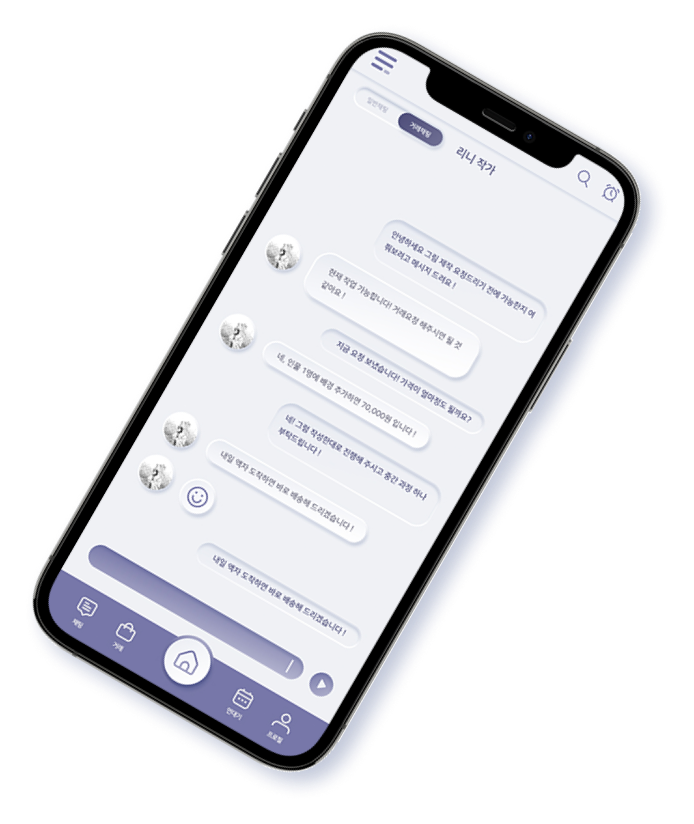 일반채팅
거래채팅
리니 작가
안녕하세요 그림 제작 요청드리기 전에 가능한지 여
쭤보려고 메시지 드려요 !
현재 작업 가능합니다! 거래요청 해주시면 될 것
같아요 !
지금 요청 보냈습니다! 가격이 얼마정도 될까요?
네, 인물 1명에 배경 추가하면 70,000원 입니다 !
네! 그럼 작성한대로 진행해 주시고 중간 과정 하나
부탁드립니다 !
내일 액자 도착하면 바로 배송해 드리겠습니다 !
내일 액자 도착하면 바로 배송해 드리겠습니다 !
채팅
거래
연대기
프로필